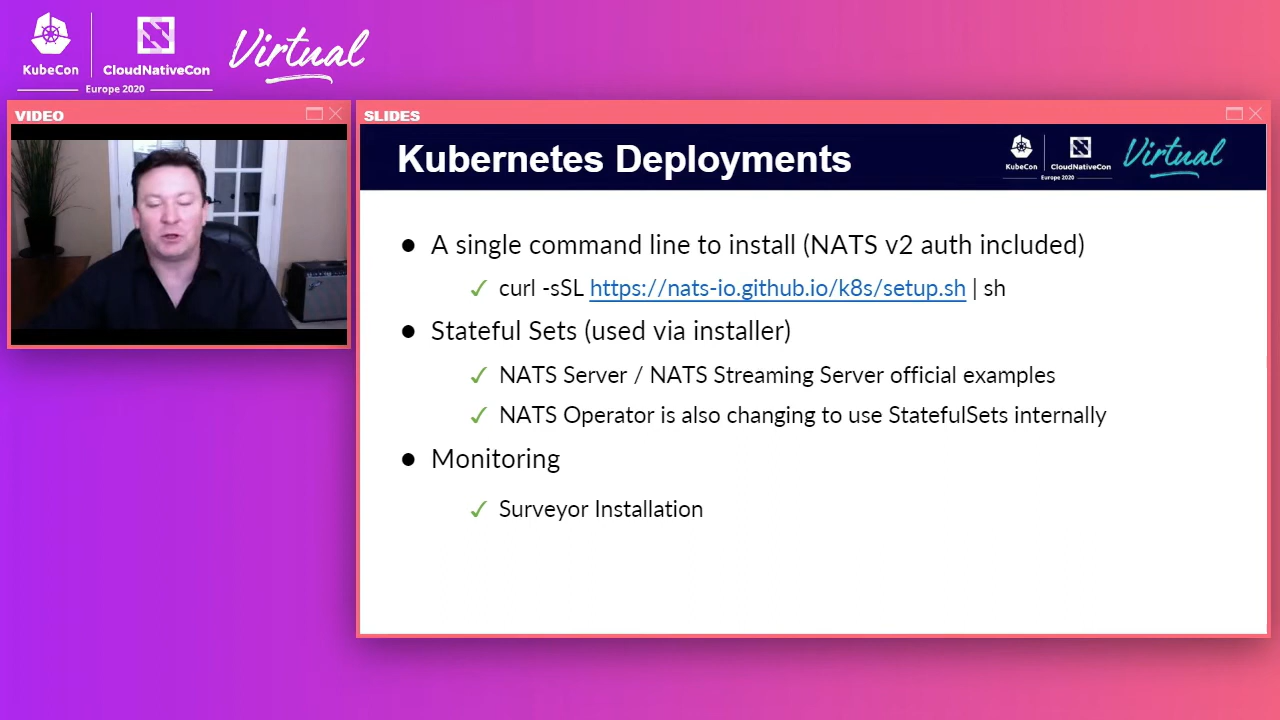 KubeCon
CloudNativeCon
Virtual
Europe 2020
VIDEO
SLIDES
Kubernetes Deployments
KubeCon
CloudNativeCon
Virtual
Europe 2020
● A single command line to install (NATS v2 auth included)
✓ curl -sSL https://nats-io.github.io/k8s/setup.sh | sh
● Stateful Sets (used via installer)
✓ NATS Server / NATS Streaming Server official examples
✓ NATS Operator is also changing to use StatefulSets internally
● Monitoring
✓ Surveyor Installation